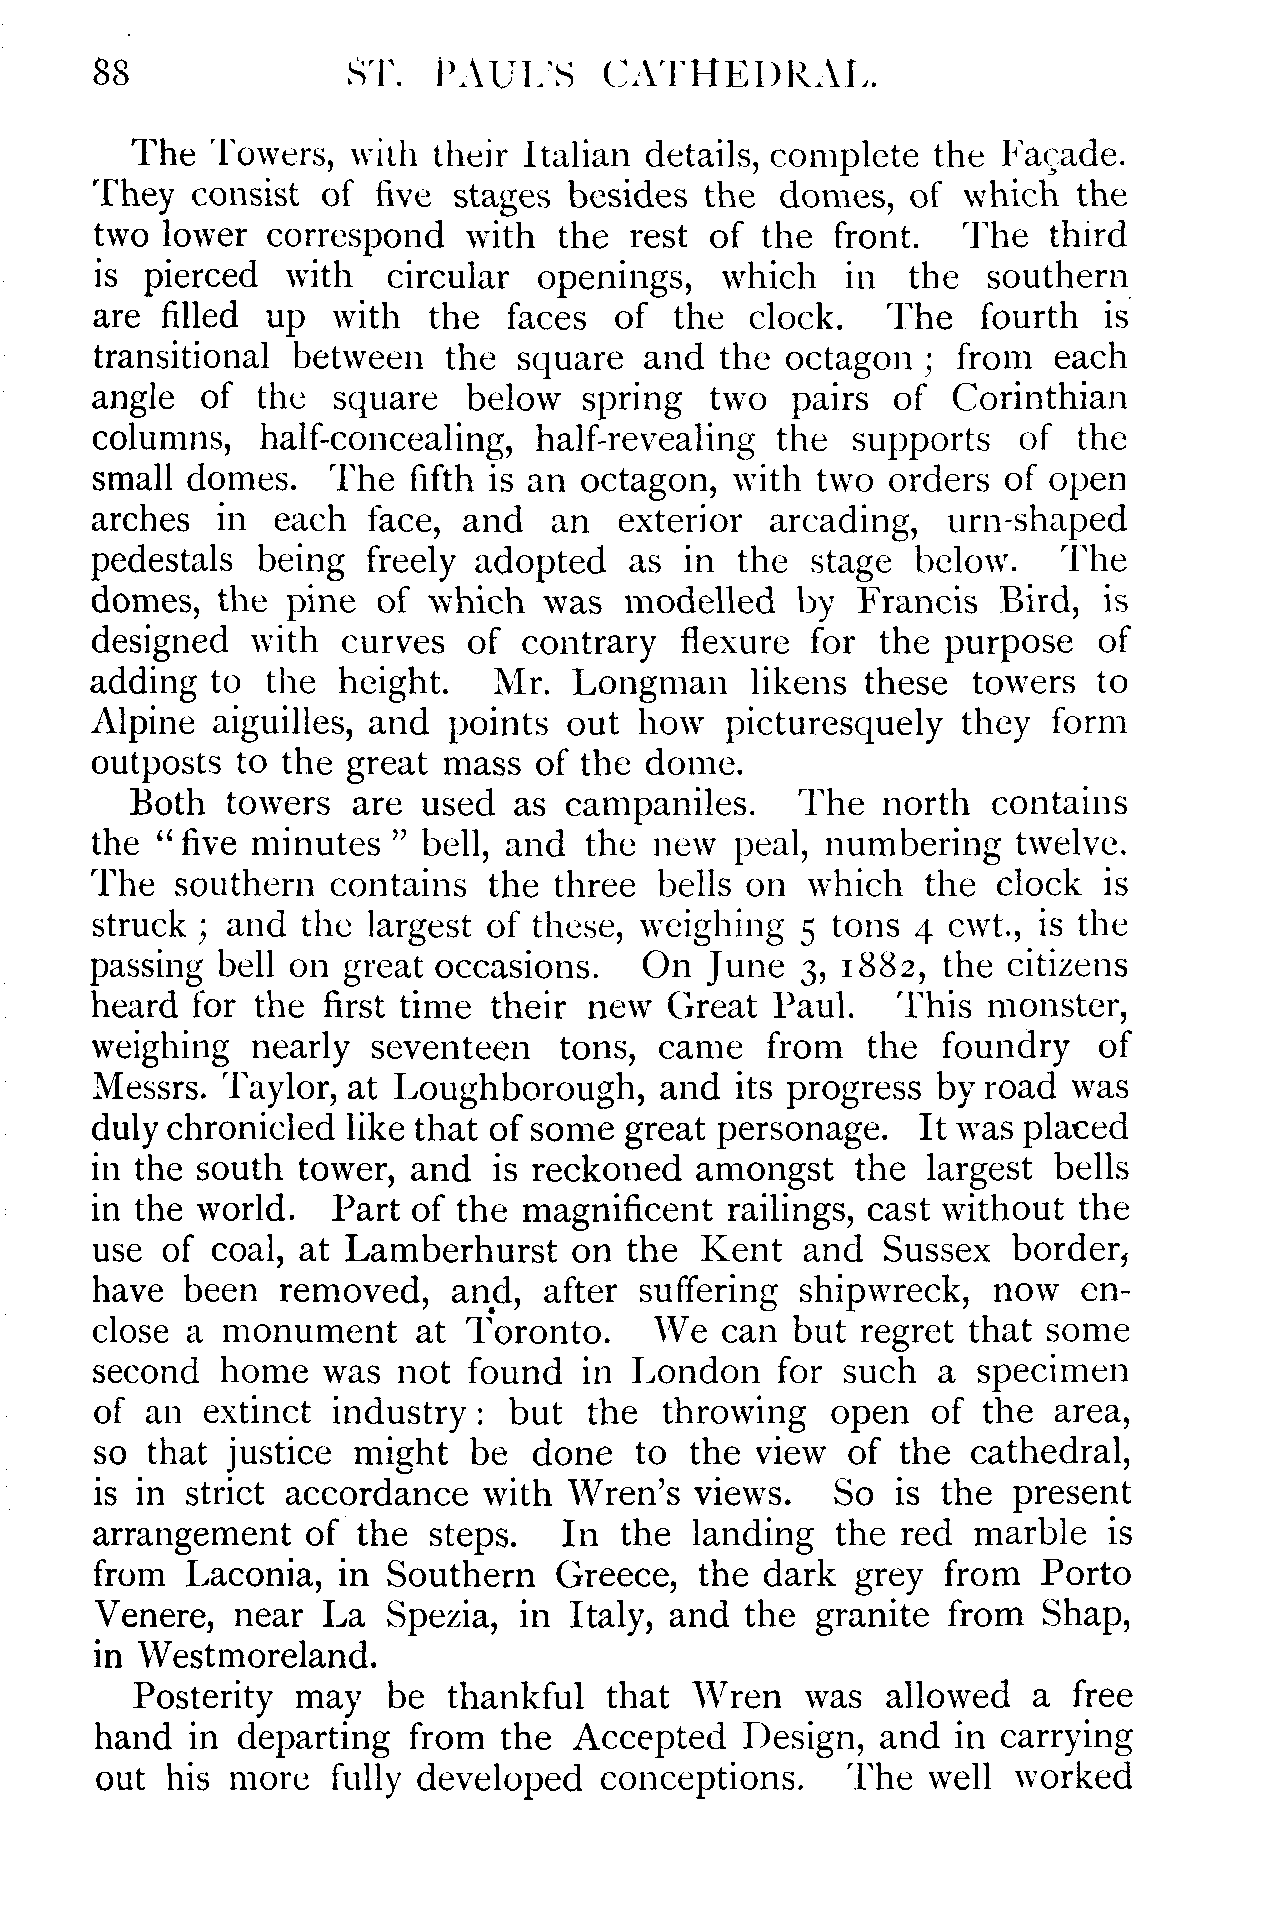 88 ST. PAUL'S CATHEDRAL.
The Towers, with their Italian details, complete the Façade.
They consist of five stages besides the domes, of which the
two lower correspond with the rest of the front. The third
is pierced with circular openings, which in the southern
are filled up with the faces of the clock. The fourth is
transitional between the square and the octagon ; from each
angle of the square below spring two pairs of Corinthian
columns, half-concealing, half-revealing the supports of the
small domes. The fifth is an octagon, with two orders of open
arches in each face, and an exterior arcading, urn-shaped
pedestals being freely adopted as in the stage below. The
domes, the pine of which was modelled by Francis Bird, is
designed with curves of contrary flexure for the purpose of
adding to the height. Mr. Longman likens these towers to
Alpine aiguilles, and points out how picturesquely they form
outposts to the great mass of the dome.
Both towers are used as campaniles. The north contains
the “ five minutes ” bell, and the new peal, numbering twelve.
The southern contains the three bells on which the clock is
struck ; and the largest of these, weighing 5 tons 4 cwt., is the
passing bell on great occasions. On June 3, 1882, the citizens
heard for the first time their new Great Paul. This monster,
weighing nearly seventeen tons, came from the foundry of
Messrs. Taylor, at Loughborough, and its progress by road was
duly chronicled like that of some great personage. It was placed
in the south tower, and is reckoned amongst the largest bells
in the world. Part of the magnificent railings, cast without the
use of coal, at Lamberhurst on the Kent and Sussex border,
have been removed, and, after suffering shipwreck, now en-
close a monument at Toronto. We can but regret that some
second home was not found in London for such a specimen
of an extinct industry : but the throwing open of the area,
so that justice might be done to the view of the cathedral,
is in strict accordance with Wren's views. So is the present
arrangement of the steps. In the landing the red marble is
from Laconia, in Southern Greece, the dark grey from Porto
Venere, near La Spezia, in Italy, and the granite from Shap,
in Westmoreland.
Posterity may be thankful that Wren was allowed a free
hand in departing from the Accepted Design, and in carrying
out his more fully developed conceptions. The well worked